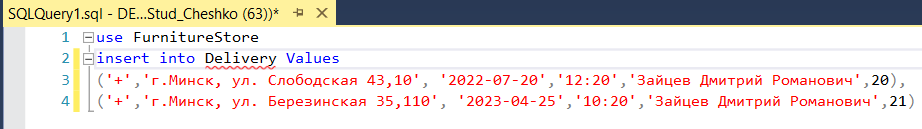 SQLQuery1.sql - DE...Stud_Cheshko (63))*
1 use FurnitureStore
2 insert into Delivery Values
3 ('+','г.Минск, ул. Слободская 43,10', '2022-07-20','12:20','Зайцев Дмитрий Романович',20),
4 ('+','г.Минск, ул. Березинская 35,110', '2023-04-25','10:20','Зайцев Дмитрий Романович',21)